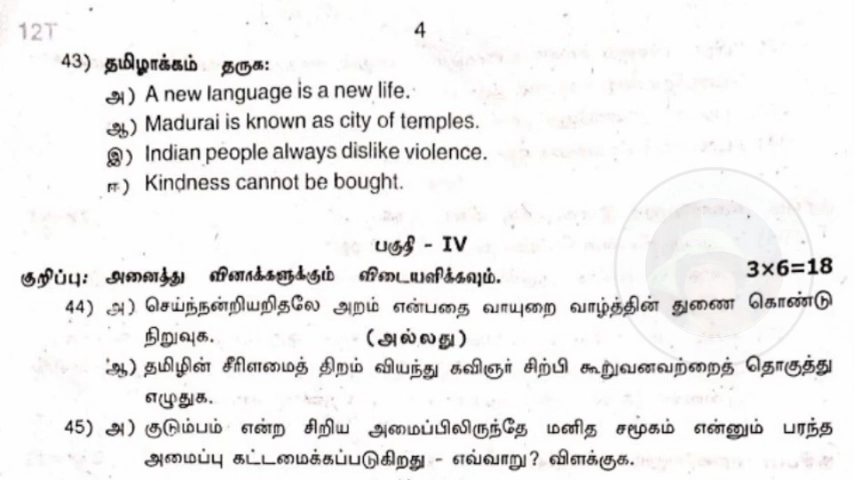 12T
4
43) தமிழாக்கம் தருக:
அ) A new language is a new life.
ஆ) Madurai is known as city of temples.
இ) Indian people always dislike violence.
ஈ) Kindness cannot be bought.
பகுதி - IV
குறிப்பு: அனைத்து வினாக்களுக்கும் விடையளிக்கவும். 3×6=18
44) அ) செய்ந்நன்றியறிதலே அறம் என்பதை வாயுறை வாழ்த்தின் துணை கொண்டு
நிறுவுக. (அல்லது)
ஆ) தமிழின் சீரிளமைத் திறம் வியந்து கவிஞர் சிற்பி கூறுவனவற்றைத் தொகுத்து
எழுதுக.
45) அ) குடும்பம் என்ற சிறிய அமைப்பிலிருந்தே மனித சமூகம் என்னும் பரந்த
அமைப்பு கட்டமைக்கப்படுகிறது - எவ்வாறு? விளக்குக.